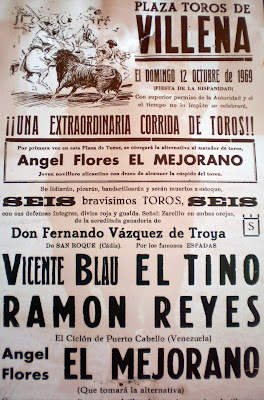 PLAZA TOROS DE
VILLENA
EL DOMINGO 12 OCTUBRE de 1969
(FIESTA DE LA HISPANIDAD)
Con superior permiso de la Autoridad y si
el tiempo no lo impide se celebrará,
¡¡UNA EXTRAORDINARIA CORRIDA DE TOROS!!
Por primera vez en esta Plaza de Toros, se otorgará la alternativa al matador de toros,
Angel Flores EL MEJORANO
Joven novillero alicantino con deseo de alcanzar la cúspide del toreo.
Se lidiarán, picarán, banderillearán y serán muertos a estoque,
SEIS bravísimos TOROS, SEIS
con sus defensas íntegras, divisa roja y gualda. Señal: Zarcillo en ambas orejas,
de la acreditada ganadería de
Don Fernando Vázquez de Troya
De SAN ROQUE (Cádiz). Por los famosos ESPADAS
S
VICENTE BLAU EL TINO
RAMON REYES
El Ciclón de Puerto Cabello (Venezuela)
Angel Flores EL MEJORANO
(Que tomará la alternativa)